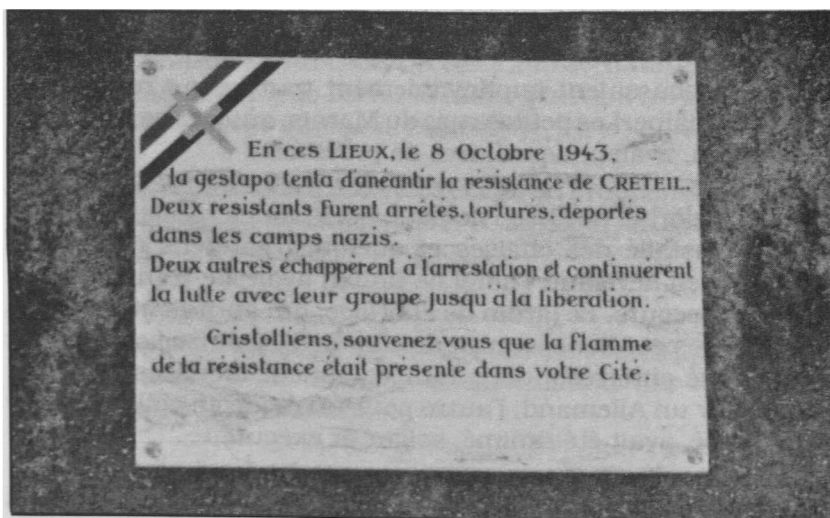 En ces LIEUX, le 8 Octobre 1943,
la gestapo tenta d'anéantir la résistance de CRÉTEIL.
Deux résistants furent arrêtés, torturés, déportés
dans les camps nazis.
Deux autres échappèrent à l'arrestation et continuèrent
la lutte avec leur groupe jusqu'à la libération.
Cristolliens, souvenez vous que la flamme
de la résistance était présente dans votre Cité.